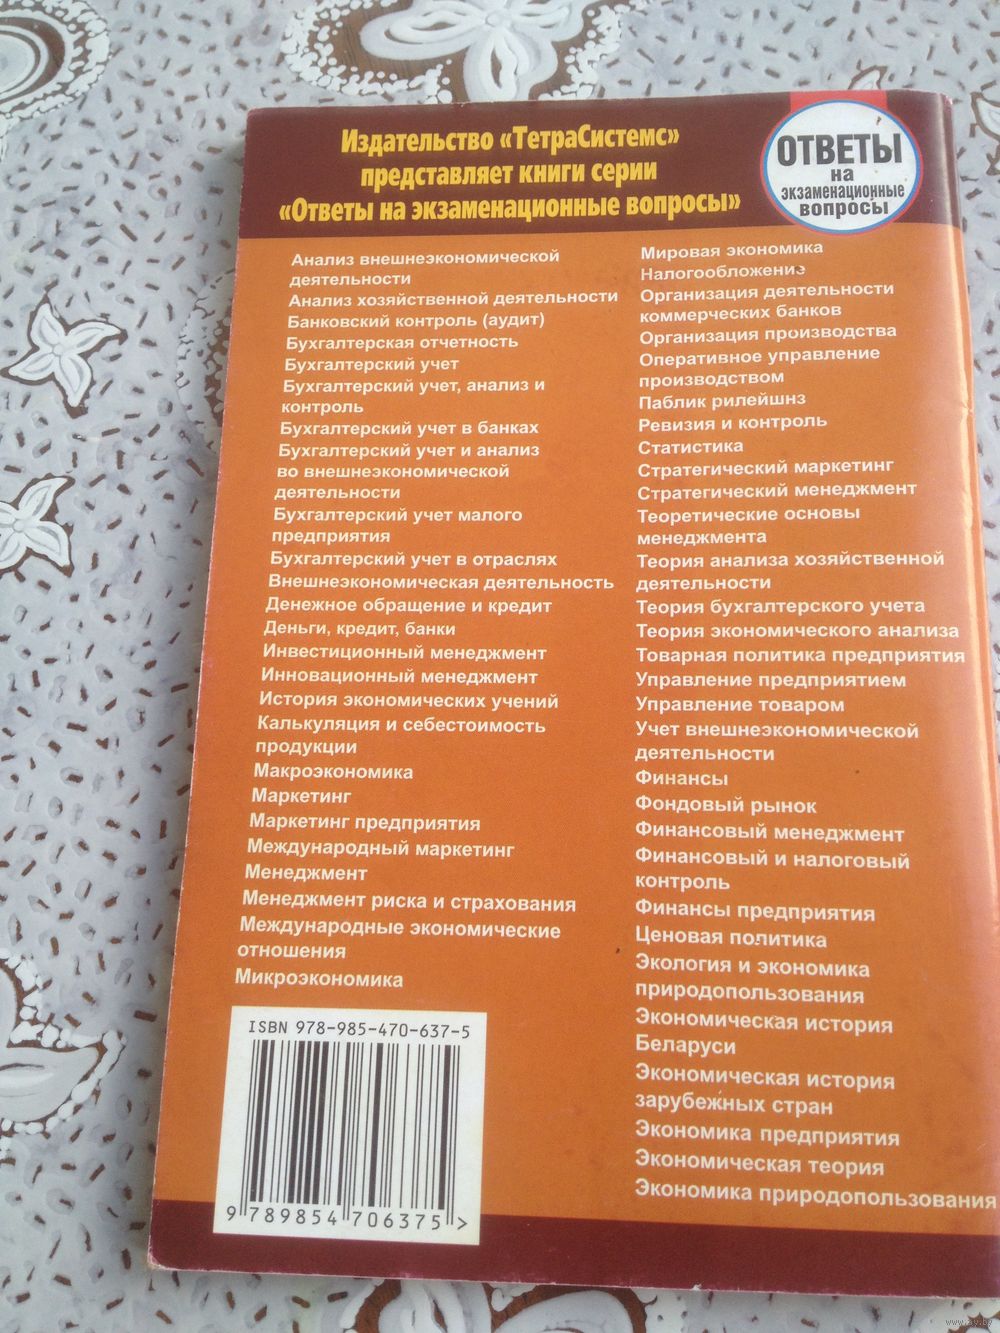 Издательство «ТетраСистемс»
представляет книги серии
«Ответы на экзаменационные вопросы»
ОТВЕТЫ
на
экзаменационные
вопросы
Анализ внешнеэкономической
деятельности
Анализ хозяйственной деятельности
Банковский контроль (аудит)
Бухгалтерская отчетность
Бухгалтерский учет
Бухгалтерский учет, анализ и
контроль
Бухгалтерский учет в банках
Бухгалтерский учет и анализ
во внешнеэкономической
деятельности
Бухгалтерский учет малого
предприятия
Бухгалтерский учет в отраслях
Внешнеэкономическая деятельность
Денежное обращение и кредит
Деньги, кредит, банки
Инвестиционный менеджмент
Инновационный менеджмент
История экономических учений
Калькуляция и себестоимость
продукции
Макроэкономика
Маркетинг
Маркетинг предприятия
Международный маркетинг
Менеджмент
Менеджмент риска и страхования
Международные экономические
отношения
Микроэкономика
Мировая экономика
Налогообложение
Организация деятельности
коммерческих банков
Организация производства
Оперативное управление
производством
Паблик рилейшнз
Ревизия и контроль
Статистика
Стратегический маркетинг
Стратегический менеджмент
Теоретические основы
менеджмента
Теория анализа хозяйственной
деятельности
Теория бухгалтерского учета
Теория экономического анализа
Товарная политика предприятия
Управление предприятием
Управление товаром
Учет внешнеэкономической
деятельности
Финансы
Фондовый рынок
Финансовый менеджмент
Финансовый и налоговый
контроль
Финансы предприятия
Ценовая политика
Экология и экономика
природопользования
Экономическая история
Беларуси
Экономическая история
зарубежных стран
Экономика предприятия
Экономическая теория
Экономика природопользования
ISBN 978-985-470-637-5
9 789854 706375 >
www.ay.by